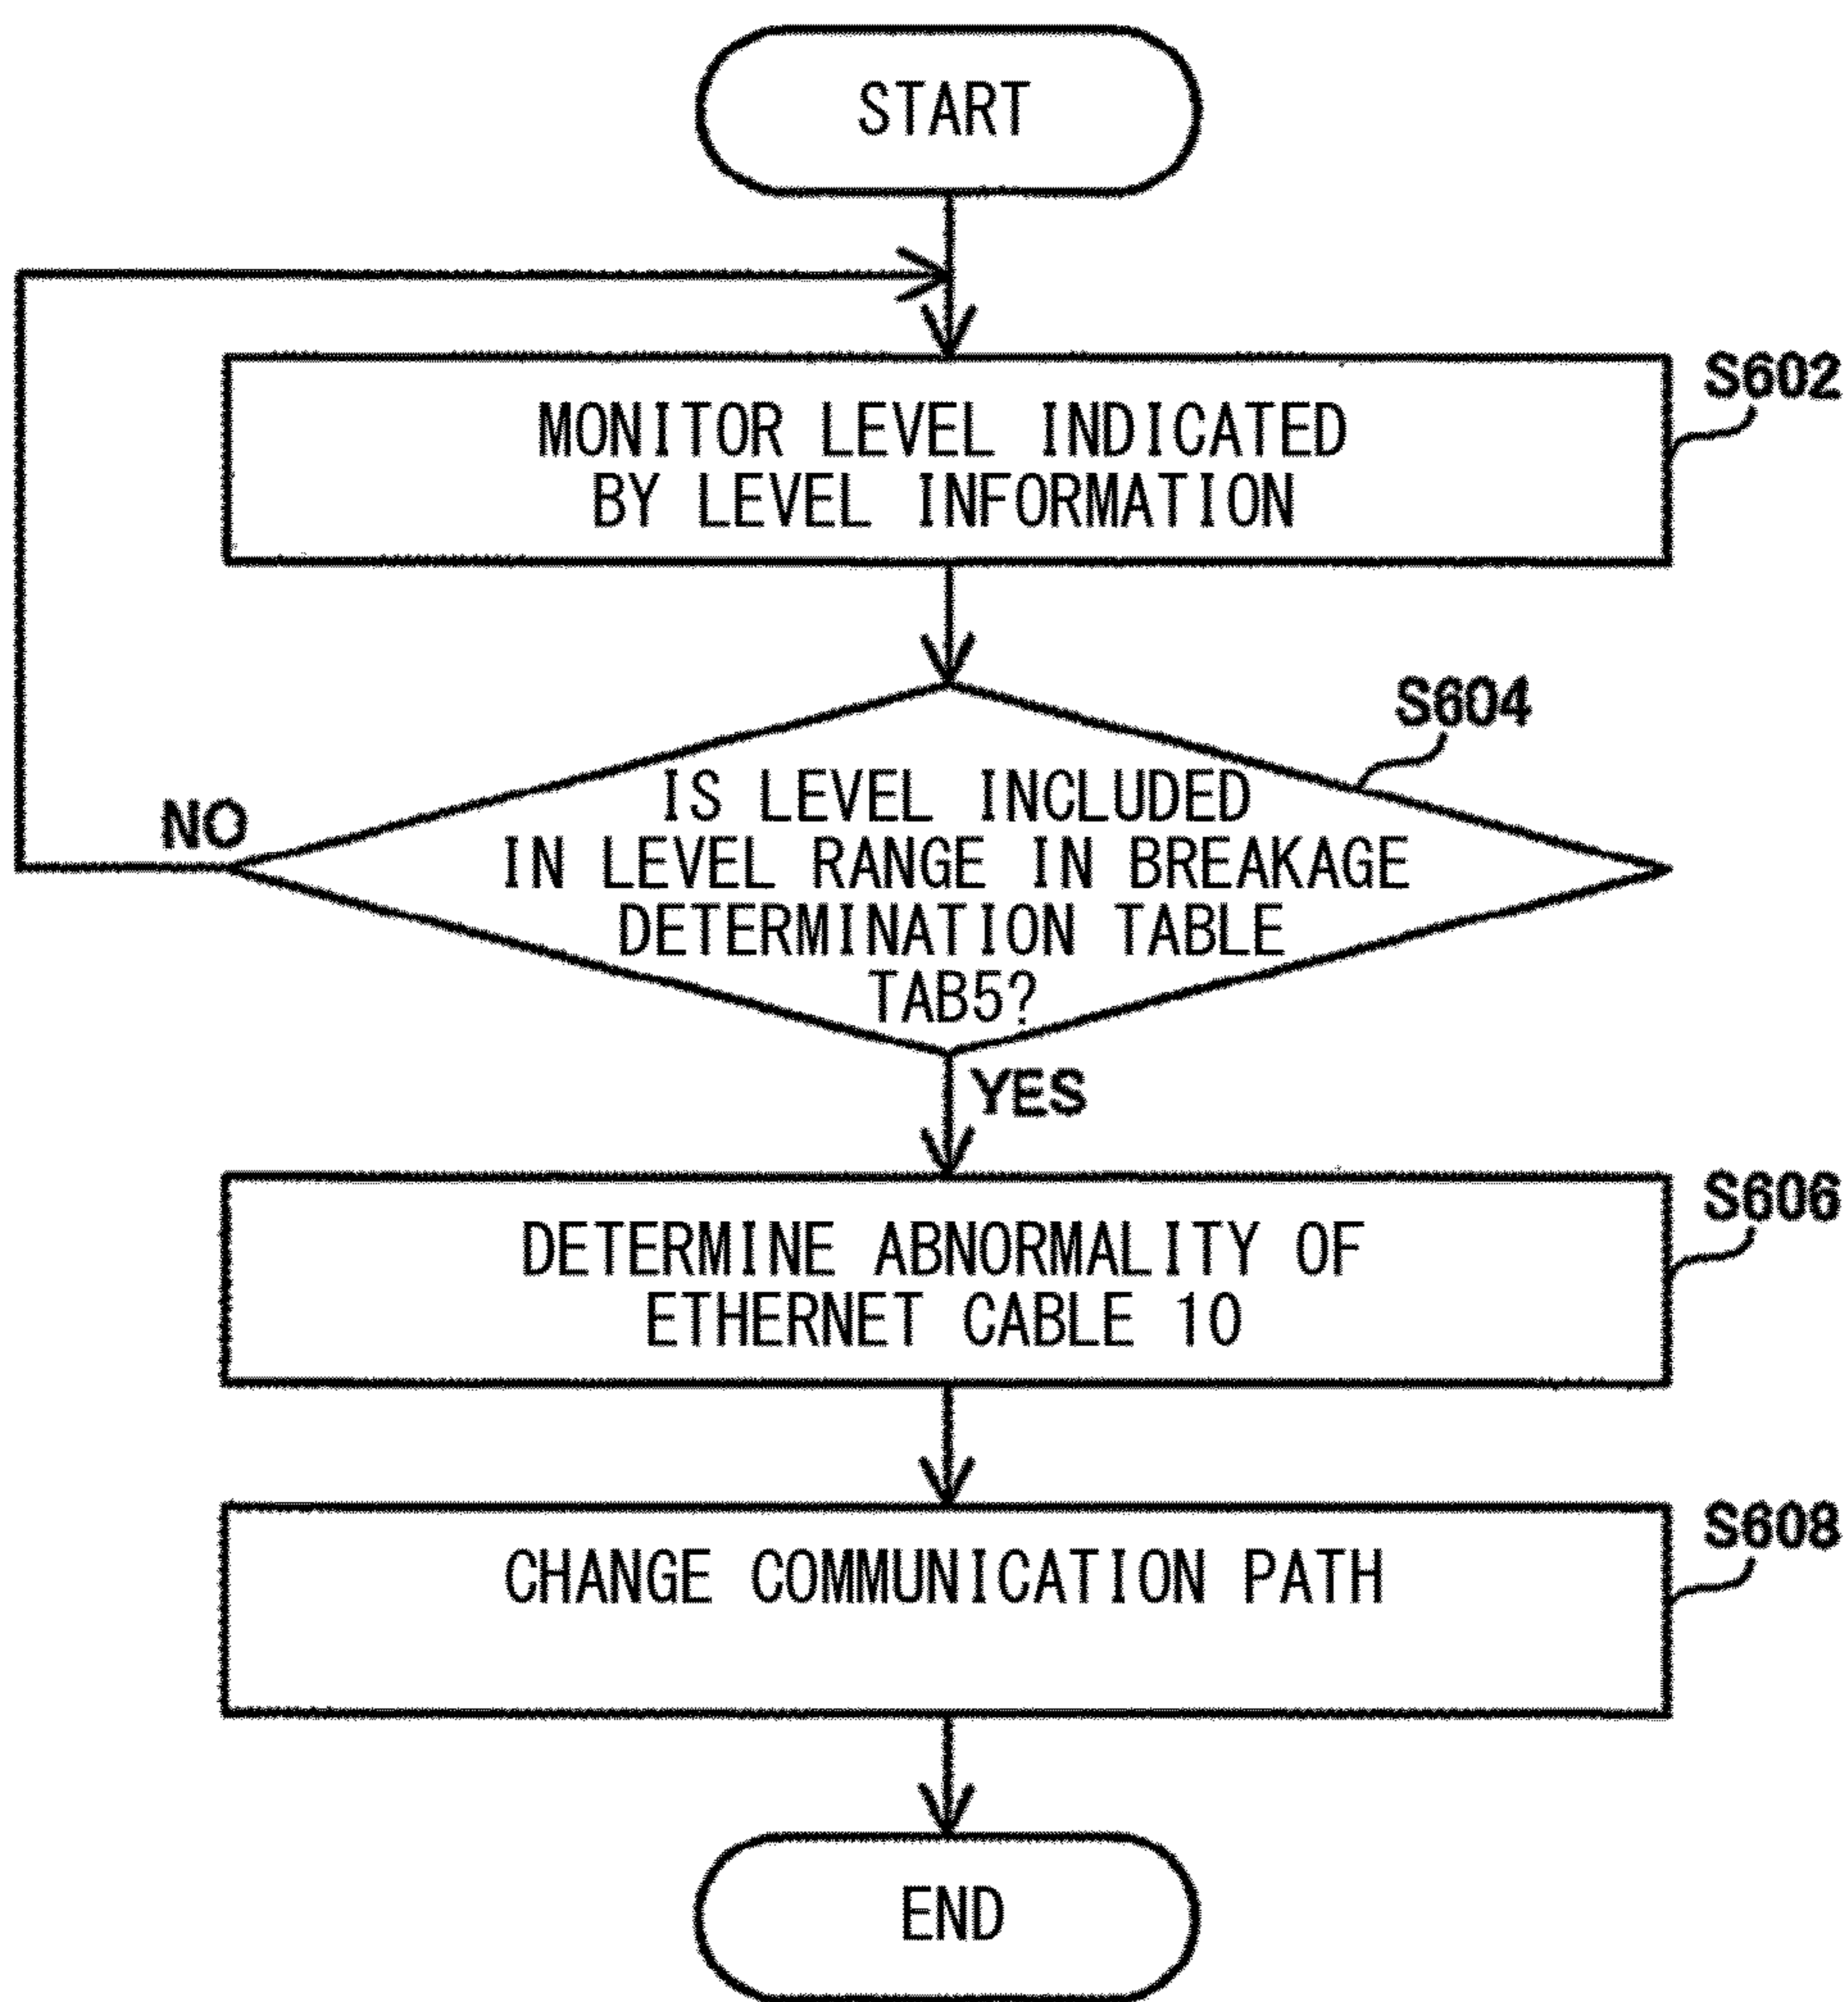 START
S602
MONITOR LEVEL INDICATED
BY LEVEL INFORMATION
S604
IS LEVEL INCLUDED
IN LEVEL RANGE IN BREAKAGE
DETERMINATION TABLE
TAB5?
NO
YES
S606
DETERMINE ABNORMALITY OF
ETHERNET CABLE 10
S608
CHANGE COMMUNICATION PATH
END